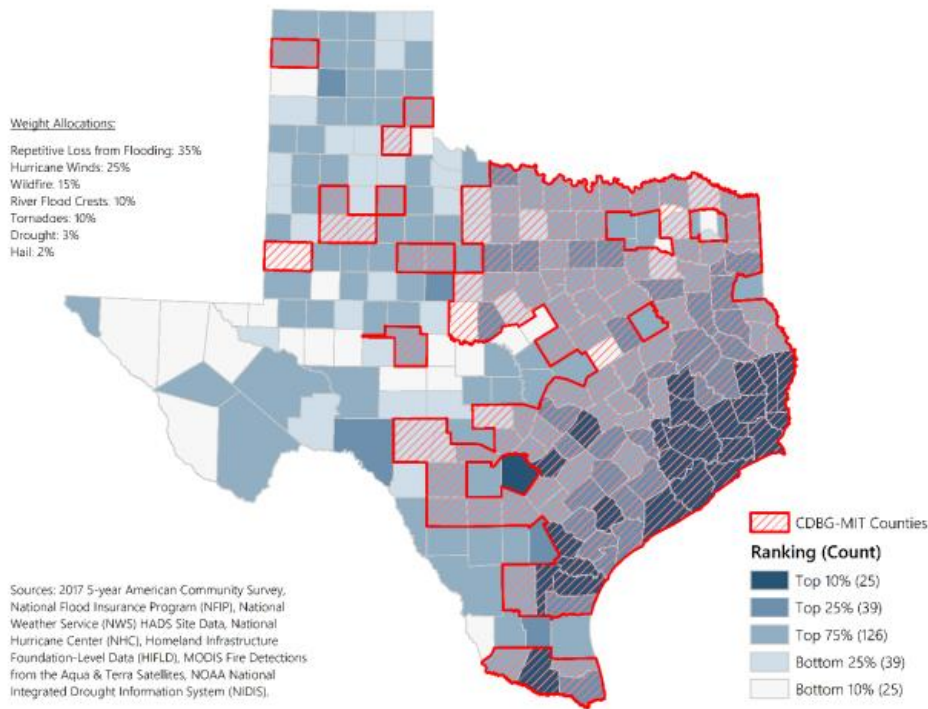 Weight Allocations:
Repetitive Loss from Flooding: 35%
Hurricane Winds: 25%
Wildfire: 15%
River Flood Crests: 10%
Tornadoes: 10%
Drought: 3%
Hail: 2%
Sources: 2017 5-year American Community Survey,
National Flood Insurance Program (NFIP), National
Weather Service (NWS) HADS Site Data, National
Hurricane Center (NHC), Homeland Infrastructure
Foundation-Level Data (HIFLD), MODIS Fire Detections
from the Aqua & Terra Satellites, NOAA National
Integrated Drought Information System (NIDIS).
CDBG-MIT Counties
Ranking (Count)
Top 10% (25)
Top 25% (39)
Top 75% (126)
Bottom 25% (39)
Bottom 10% (25)